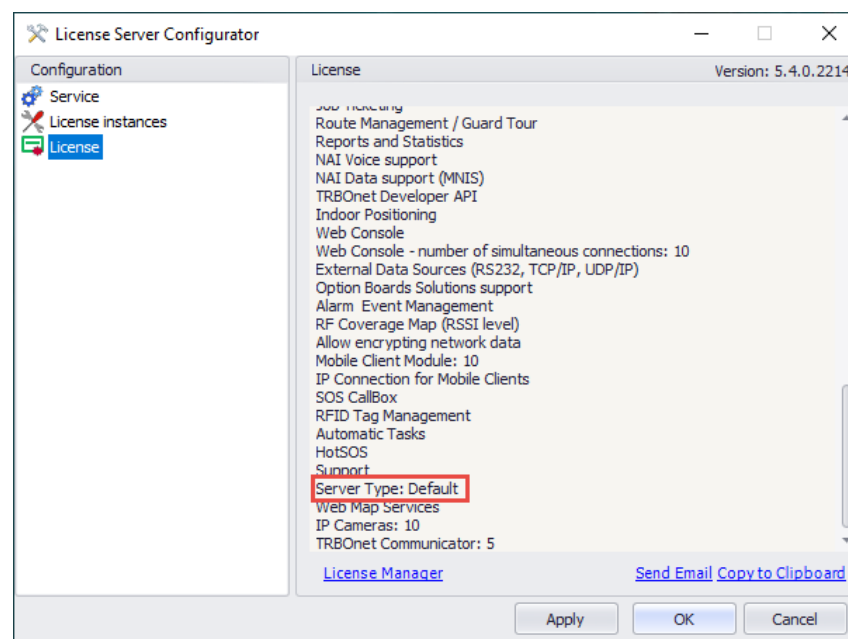 License Server Configurator
Configuration
License
Version: 5.4.0.2214
Service
License instances
License
Job Ticketing
Route Management / Guard Tour
Reports and Statistics
NAI Voice support
NAI Data support (MNIS)
TRBOnet Developer API
Indoor Positioning
Web Console
Web Console - number of simultaneous connections: 10
External Data Sources (RS232, TCP/IP, UDP/IP)
Option Boards Solutions support
Alarm Event Management
RF Coverage Map (RSSI level)
Allow encrypting network data
Mobile Client Module: 10
IP Connection for Mobile Clients
SOS CallBox
RFID Tag Management
Automatic Tasks
HotSOS
Support
Server Type: Default
Web Map Services
IP Cameras: 10
TRBOnet Communicator: 5
License Manager
Send Email Copy to Clipboard
Apply
OK
Cancel